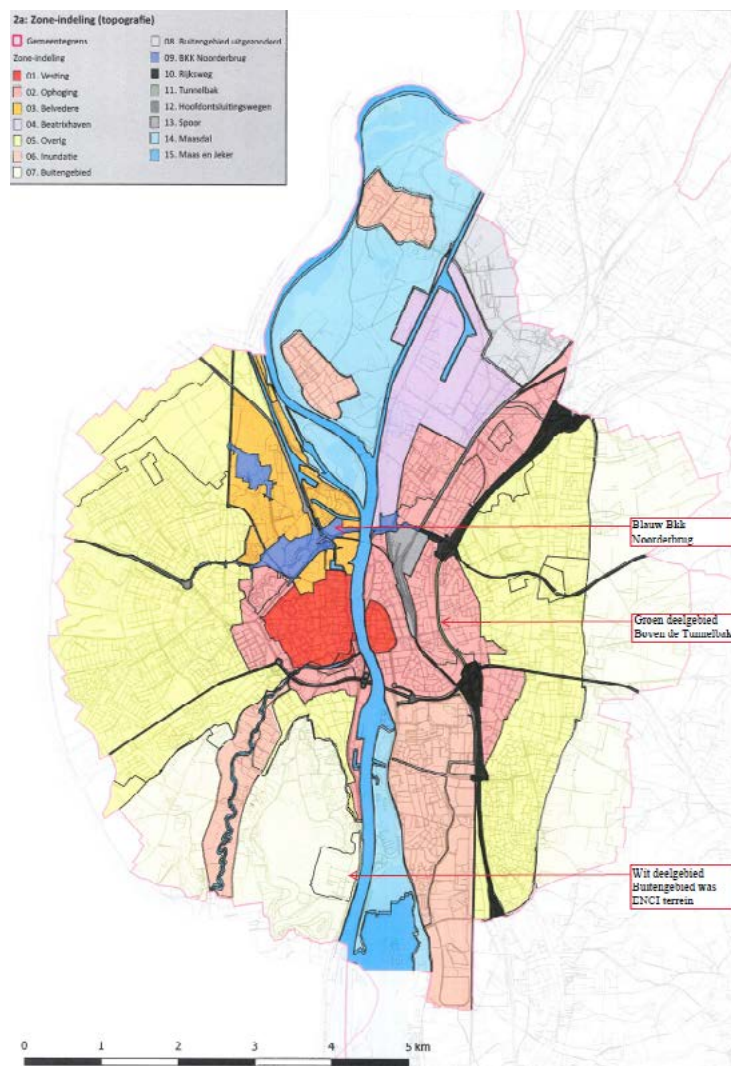 2a: Zone-indeling (topografie)
Gemeentegrens
Zone-indeling
01. Vesting
02. Ophoging
03. Belvedere
04. Beatrixhaven
05. Overig
06. Inundatie
07. Buitengebied
08. Buitengebied uitgezonderd
09. BKK Noorderbrug
10. Rijksweg
11. Tunnelbak
12. Hoofdontsluitingswegen
13. Spoor
14. Maasdal
15. Maas en Jeker
Blauw Bkk
Noorderbrug
Groen deelgebied
Boven de Tunnelbak
Wit deelgebied
Buitengebied was
ENCI terrein
0 1 2 3 4 5 km